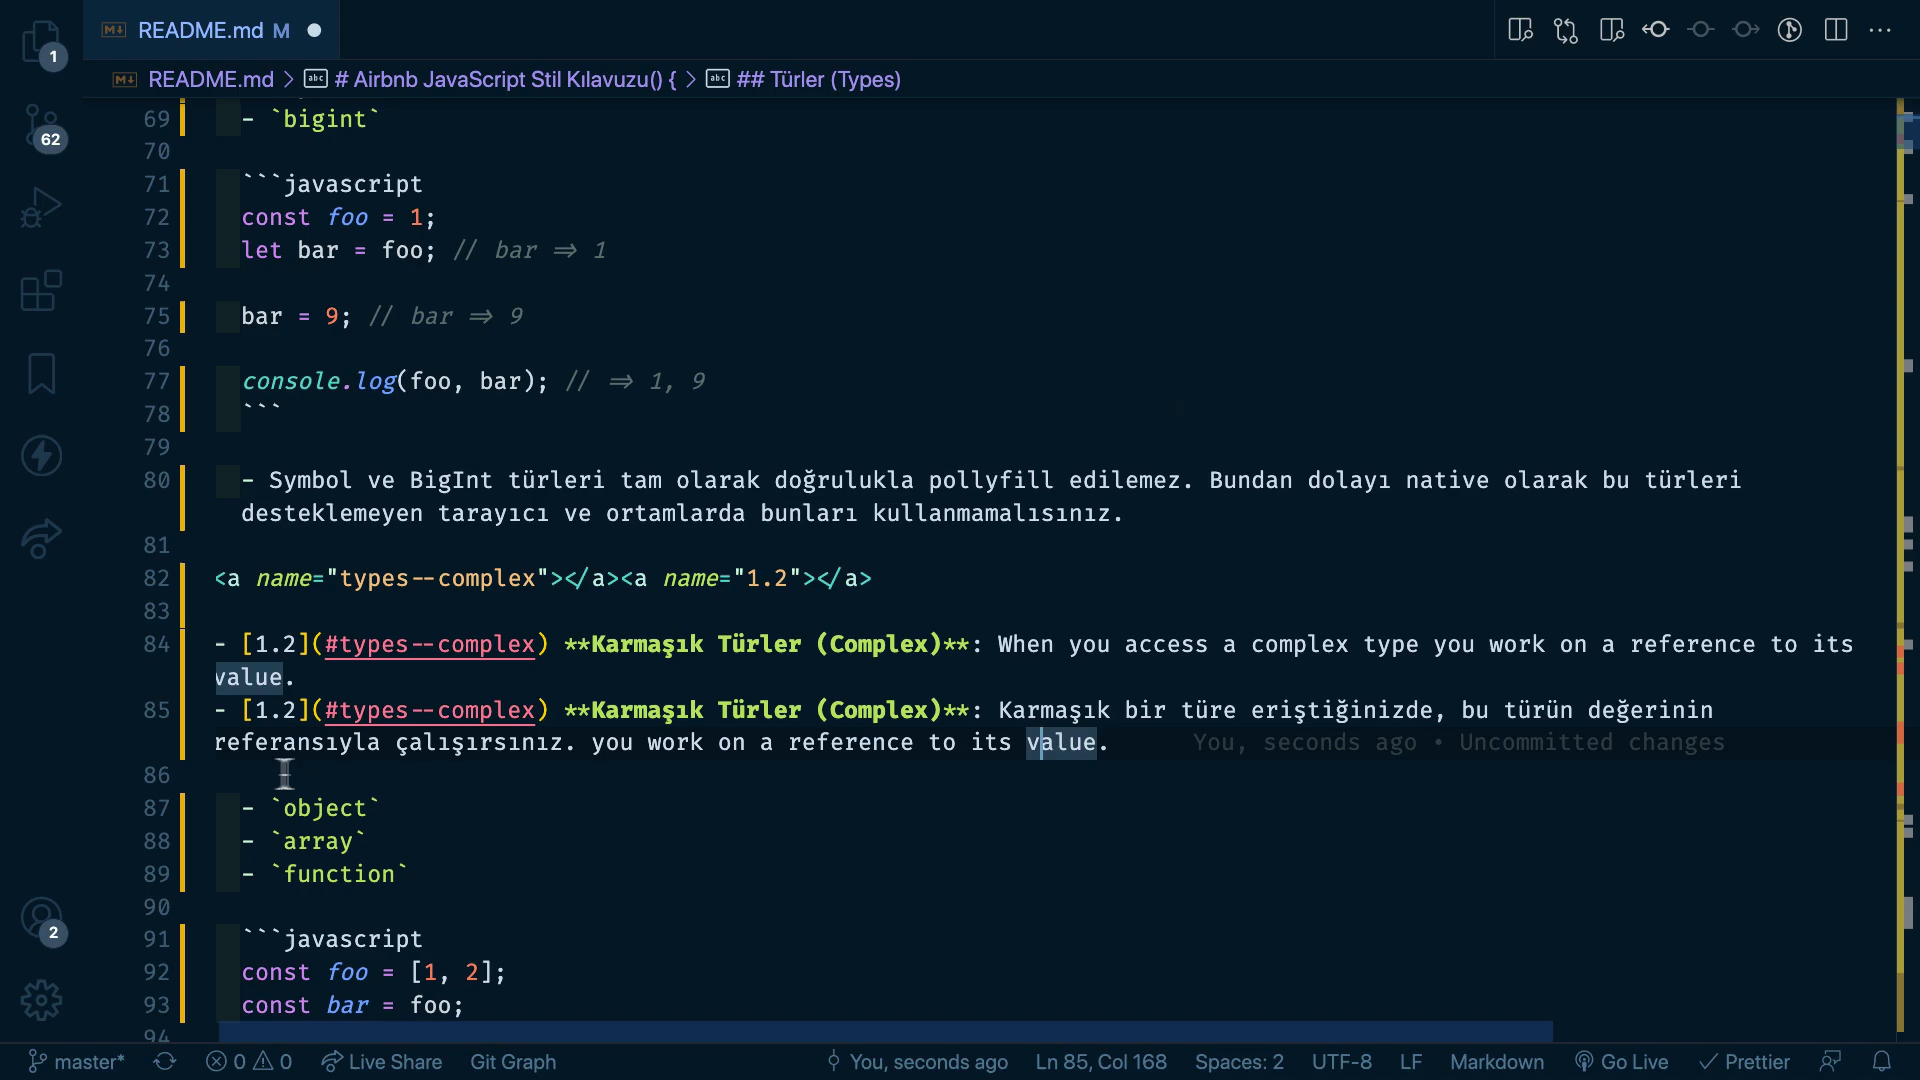 README.md M
README.md > # Airbnb JavaScript Stil Kılavuzu() { > ## Türler (Types)
1
62
2
69 - `bigint`
70
71 ```javascript
72 const foo = 1;
73 let bar = foo; // bar => 1
74
75 bar = 9; // bar => 9
76
77 console.log(foo, bar); // => 1, 9
78 ```
79
80 - Symbol ve BigInt türleri tam olarak doğrulukla pollyfill edilemez. Bundan dolayı native olarak bu türleri
desteklemeyen tarayıcı ve ortamlarda bunları kullanmamalısınız.
81
82 <a name="types--complex"></a><a name="1.2"></a>
83
84 - [1.2](#types--complex) **Karmaşık Türler (Complex)**: When you access a complex type you work on a reference to its
value.
85 - [1.2](#types--complex) **Karmaşık Türler (Complex)**: Karmaşık bir türe eriştiğinizde, bu türün değerinin
referansıyla çalışırsınız. you work on a reference to its value. You, seconds ago • Uncommitted changes
86
87 - `object`
88 - `array`
89 - `function`
90
91 ```javascript
92 const foo = [1, 2];
93 const bar = foo;
94
master* 0 0 Live Share Git Graph You, seconds ago Ln 85, Col 168 Spaces: 2 UTF-8 LF Markdown Go Live Prettier